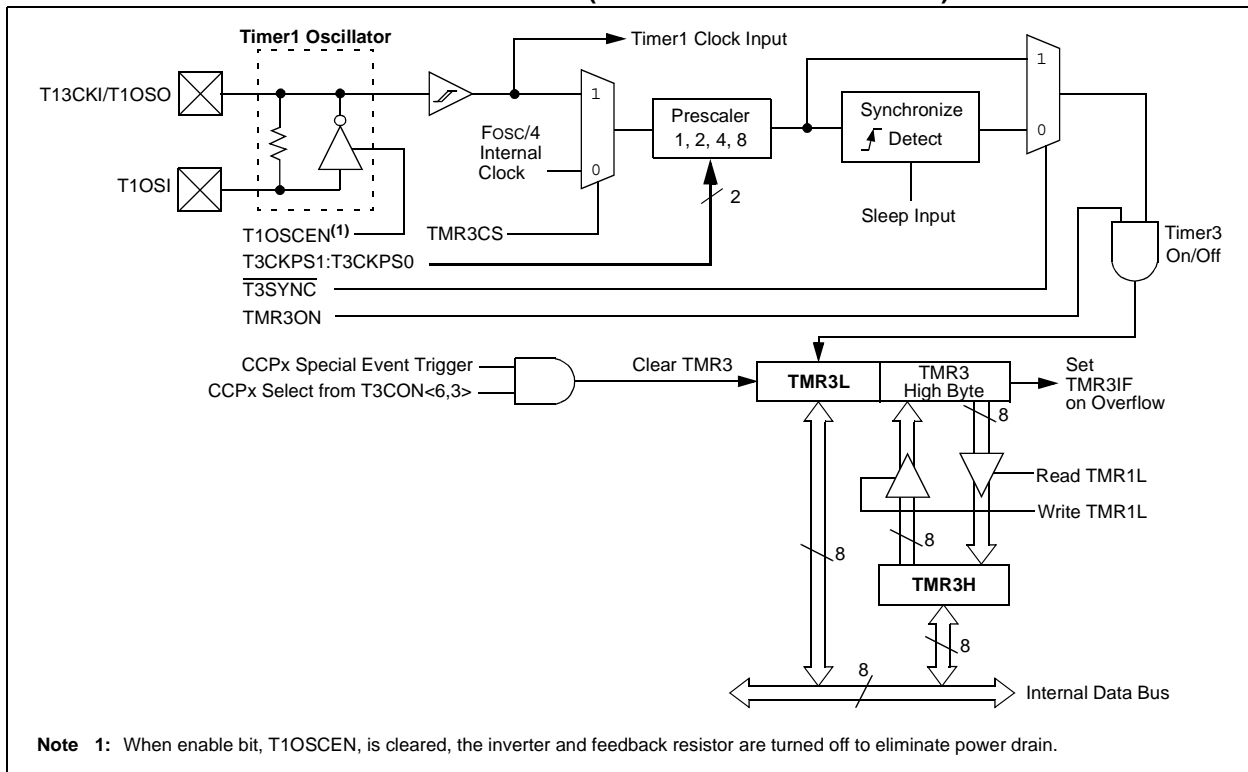 Timer1 Oscillator
Timer1 Clock Input
T13CKI/T1OSO
1
1
FOSC/4
Internal
Clock
0
Prescaler
1, 2, 4, 8
Synchronize
Detect
0
T1OSI
2
Sleep Input
T1OSCEN(1)
TMR3CS
Timer3
On/Off
T3CKPS1:T3CKPS0
T3SYNC
TMR3ON
CCPx Special Event Trigger
CCPx Select from T3CON<6,3>
Clear TMR3
TMR3L
TMR3
High Byte
Set
TMR3IF
on Overflow
8
Read TMR1L
Write TMR1L
8
8
TMR3H
8
8
Internal Data Bus
Note 1: When enable bit, T1OSCEN, is cleared, the inverter and feedback resistor are turned off to eliminate power drain.